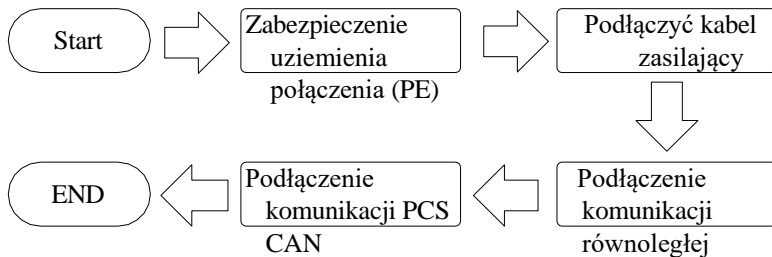 Start
Zabezpieczenie
uziemienia
połączenia (PE)
Podłączyć kabel
zasilający
Podłączenie
komunikacji
równoległej
Podłączenie
komunikacji PCS
CAN
END